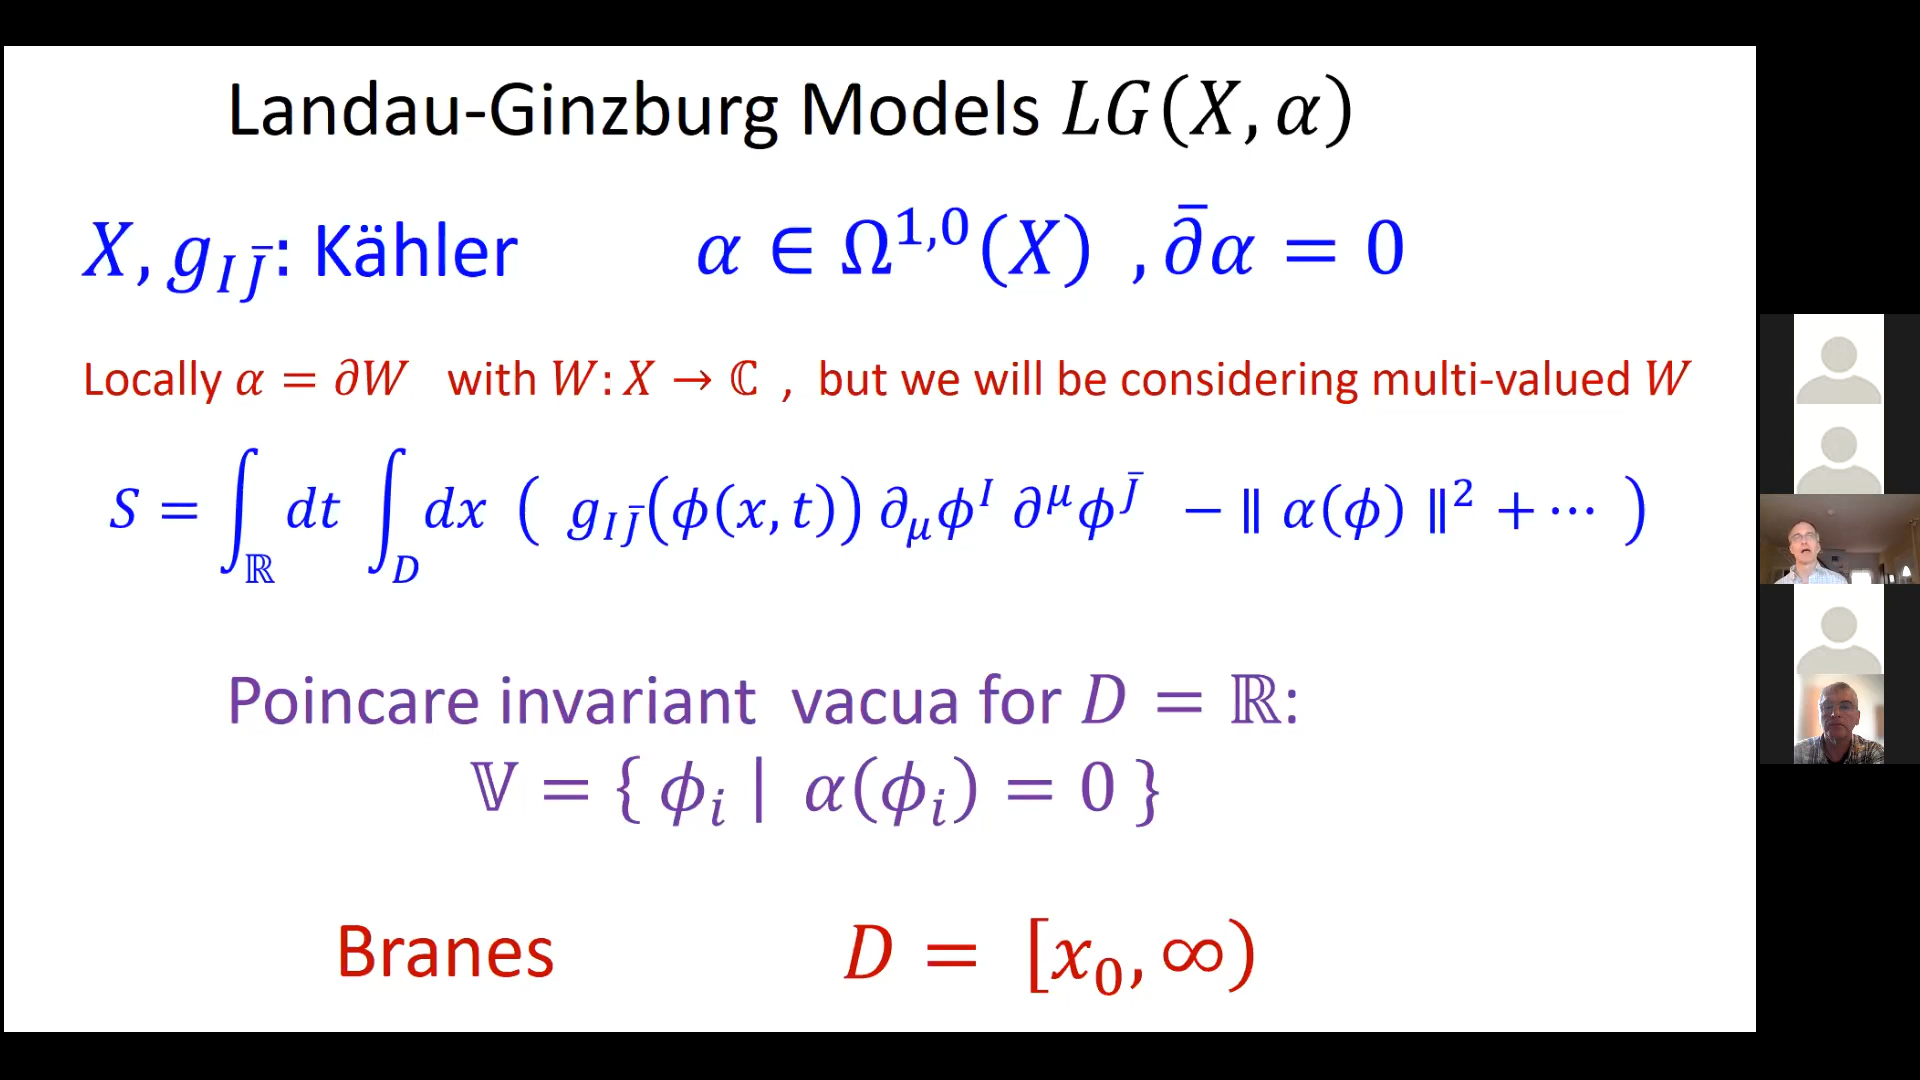 Landau-Ginzburg Models LG(X, α)
X, g_{IJ̄}: Kähler α ∈ Ω^{1,0}(X) , ∂̄α = 0
Locally α = ∂W with W: X → ℂ , but we will be considering multi-valued W
S = ∫_ℝ dt ∫_D dx ( g_{IJ̄}(ϕ(x, t)) ∂_μϕ^I ∂^μϕ^{J̄} − ∥ α(ϕ) ∥² + ⋯ )
Poincare invariant vacua for D = ℝ:
𝕍 = { ϕ_i | α(ϕ_i) = 0 }
Branes D = [x₀, ∞)